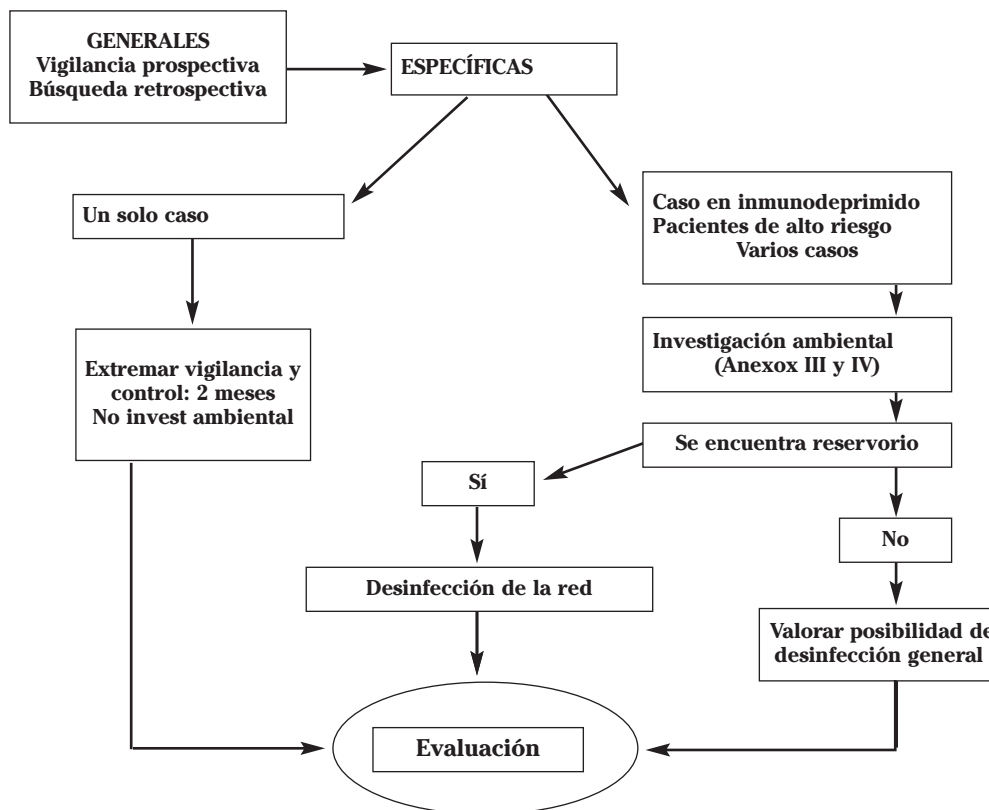 GENERALES
Vigilancia prospectiva
Búsqueda retrospectiva
ESPECÍFICAS
Un solo caso
Caso en inmunodeprimido
Pacientes de alto riesgo
Varios casos
Extremar vigilancia y
control: 2 meses
No invest ambiental
Investigación ambiental
(Anexox III y IV)
Se encuentra reservorio
Sí
No
Desinfección de la red
Valorar posibilidad de
desinfección general
Evaluación